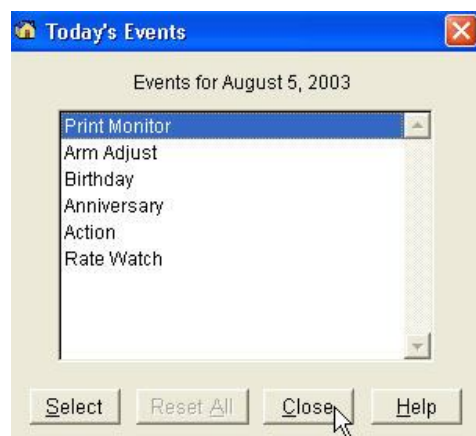 Today's Events
Events for August 5, 2003
Print Monitor
Arm Adjust
Birthday
Anniversary
Action
Rate Watch
Select Reset All Close Help